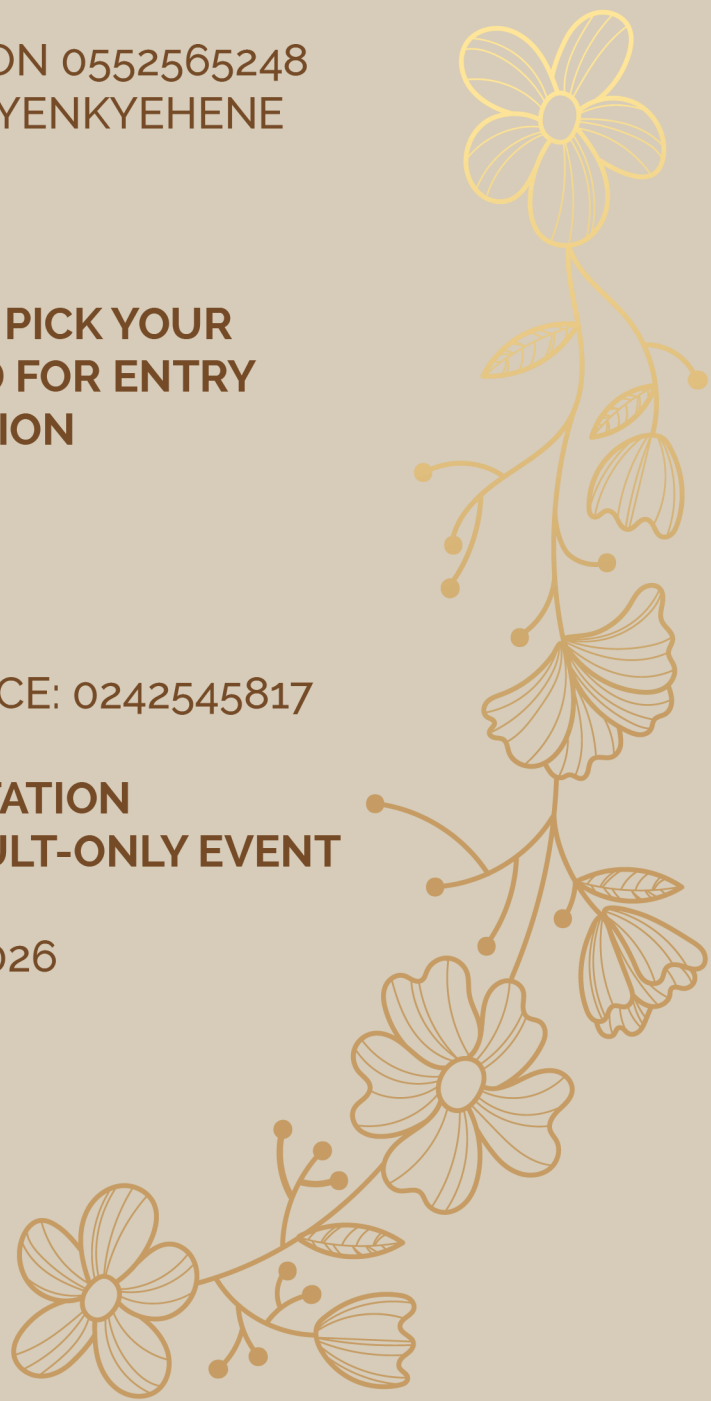 ON 0552565248
YENKYEHENE
PICK YOUR
D FOR ENTRY
ION
CE: 0242545817
TATION
ULT-ONLY EVENT
026